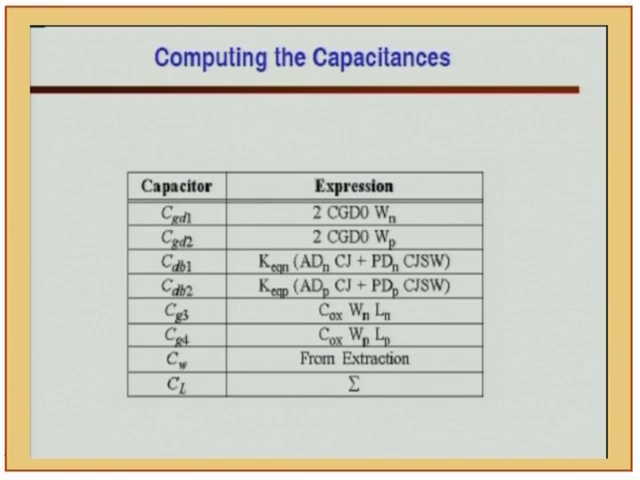 Computing the Capacitances
Capacitor Expression
C_gd1 2 CGD0 W_n
C_gd2 2 CGD0 W_p
C_db1 K_eqn (AD_n CJ + PD_n CJSW)
C_db2 K_eqp (AD_p CJ + PD_p CJSW)
C_g3 C_ox W_n L_n
C_g4 C_ox W_p L_p
C_w From Extraction
C_L Σ